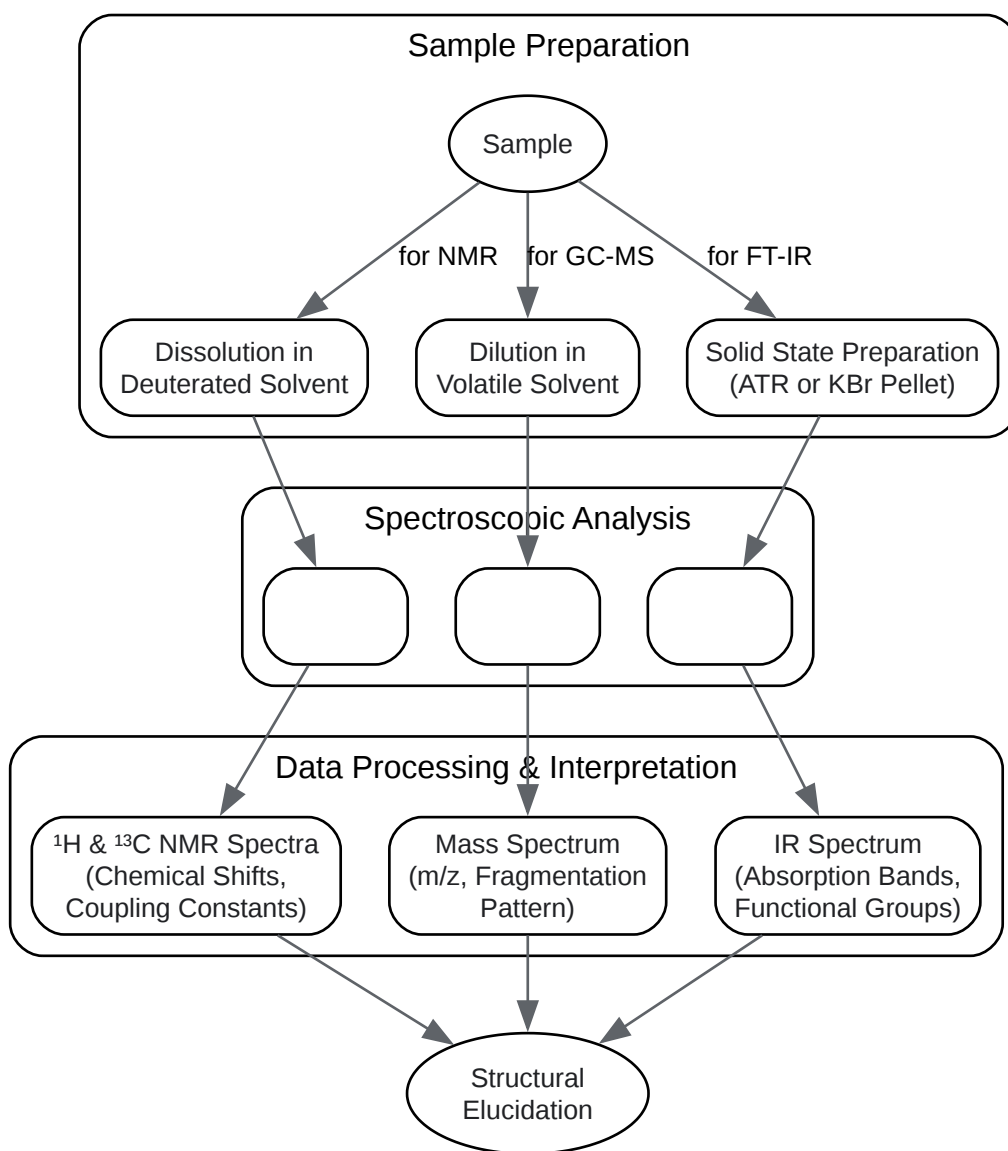 Sample Preparation
Sample
for NMR
for GC-MS
for FT-IR
Dissolution in
Deuterated Solvent
Dilution in
Volatile Solvent
Solid State Preparation
(ATR or KBr Pellet)
Spectroscopic Analysis
Data Processing & Interpretation
¹H & ¹³C NMR Spectra
(Chemical Shifts,
Coupling Constants)
Mass Spectrum
(m/z, Fragmentation
Pattern)
IR Spectrum
(Absorption Bands,
Functional Groups)
Structural
Elucidation